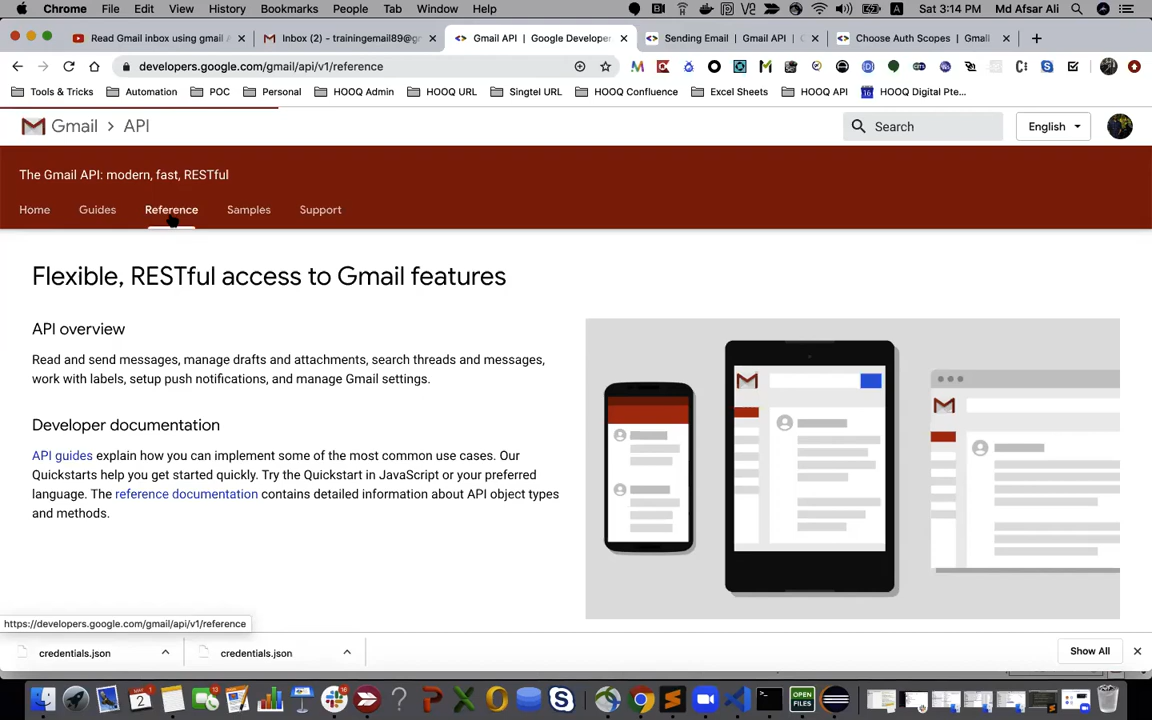 Chrome File Edit View History Bookmarks People Tab Window Help Sat 3:14 PM Md Afsar Ali
Read Gmail inbox using gmail Inbox (2) - trainingemail89@g Gmail API | Google Developer Sending Email | Gmail API | Choose Auth Scopes | Gmail
developers.google.com/gmail/api/v1/reference
Tools & Tricks Automation POC Personal HOOQ Admin HOOQ URL Singtel URL HOOQ Confluence Excel Sheets HOOQ API HOOQ Digital Pte...
Gmail > API Search English
The Gmail API: modern, fast, RESTful
Home Guides Reference Samples Support
Flexible, RESTful access to Gmail features
API overview
Read and send messages, manage drafts and attachments, search threads and messages,
work with labels, setup push notifications, and manage Gmail settings.
Developer documentation
API guides explain how you can implement some of the most common use cases. Our
Quickstarts help you get started quickly. Try the Quickstart in JavaScript or your preferred
language. The reference documentation contains detailed information about API object types
and methods.
https://developers.google.com/gmail/api/v1/reference
credentials.json credentials.json Show All